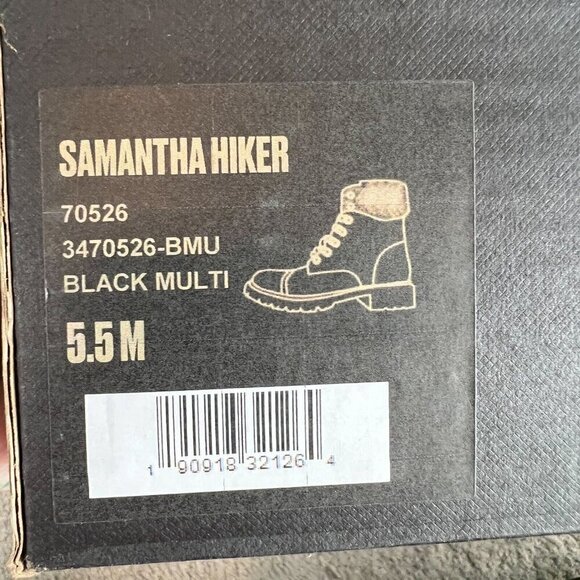 SAMANTHA HIKER
70526
3470526-BMU
BLACK MULTI
5.5 M
1 90918 32126 4